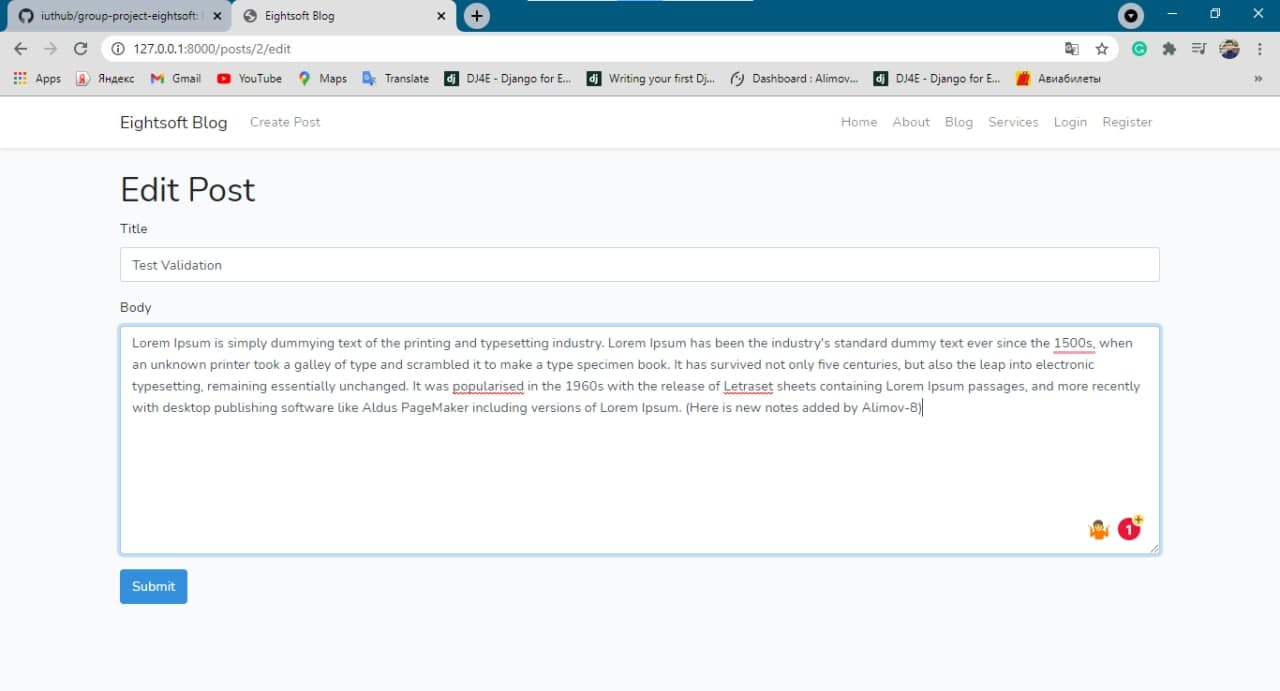 iuthub/group-project-eightsoft:
Eightsoft Blog
127.0.0.1:8000/posts/2/edit
Apps Яндекс Gmail YouTube Maps Translate DJ4E - Django for E... Writing your first Dj... Dashboard : Alimov... DJ4E - Django for E... Авиабилеты »
Eightsoft Blog Create Post Home About Blog Services Login Register
Edit Post
Title
Test Validation
Body
Lorem Ipsum is simply dummying text of the printing and typesetting industry. Lorem Ipsum has been the industry's standard dummy text ever since the 1500s, when
an unknown printer took a galley of type and scrambled it to make a type specimen book. It has survived not only five centuries, but also the leap into electronic
typesetting, remaining essentially unchanged. It was popularised in the 1960s with the release of Letraset sheets containing Lorem Ipsum passages, and more recently
with desktop publishing software like Aldus PageMaker including versions of Lorem Ipsum. (Here is new notes added by Alimov-8)
1
Submit